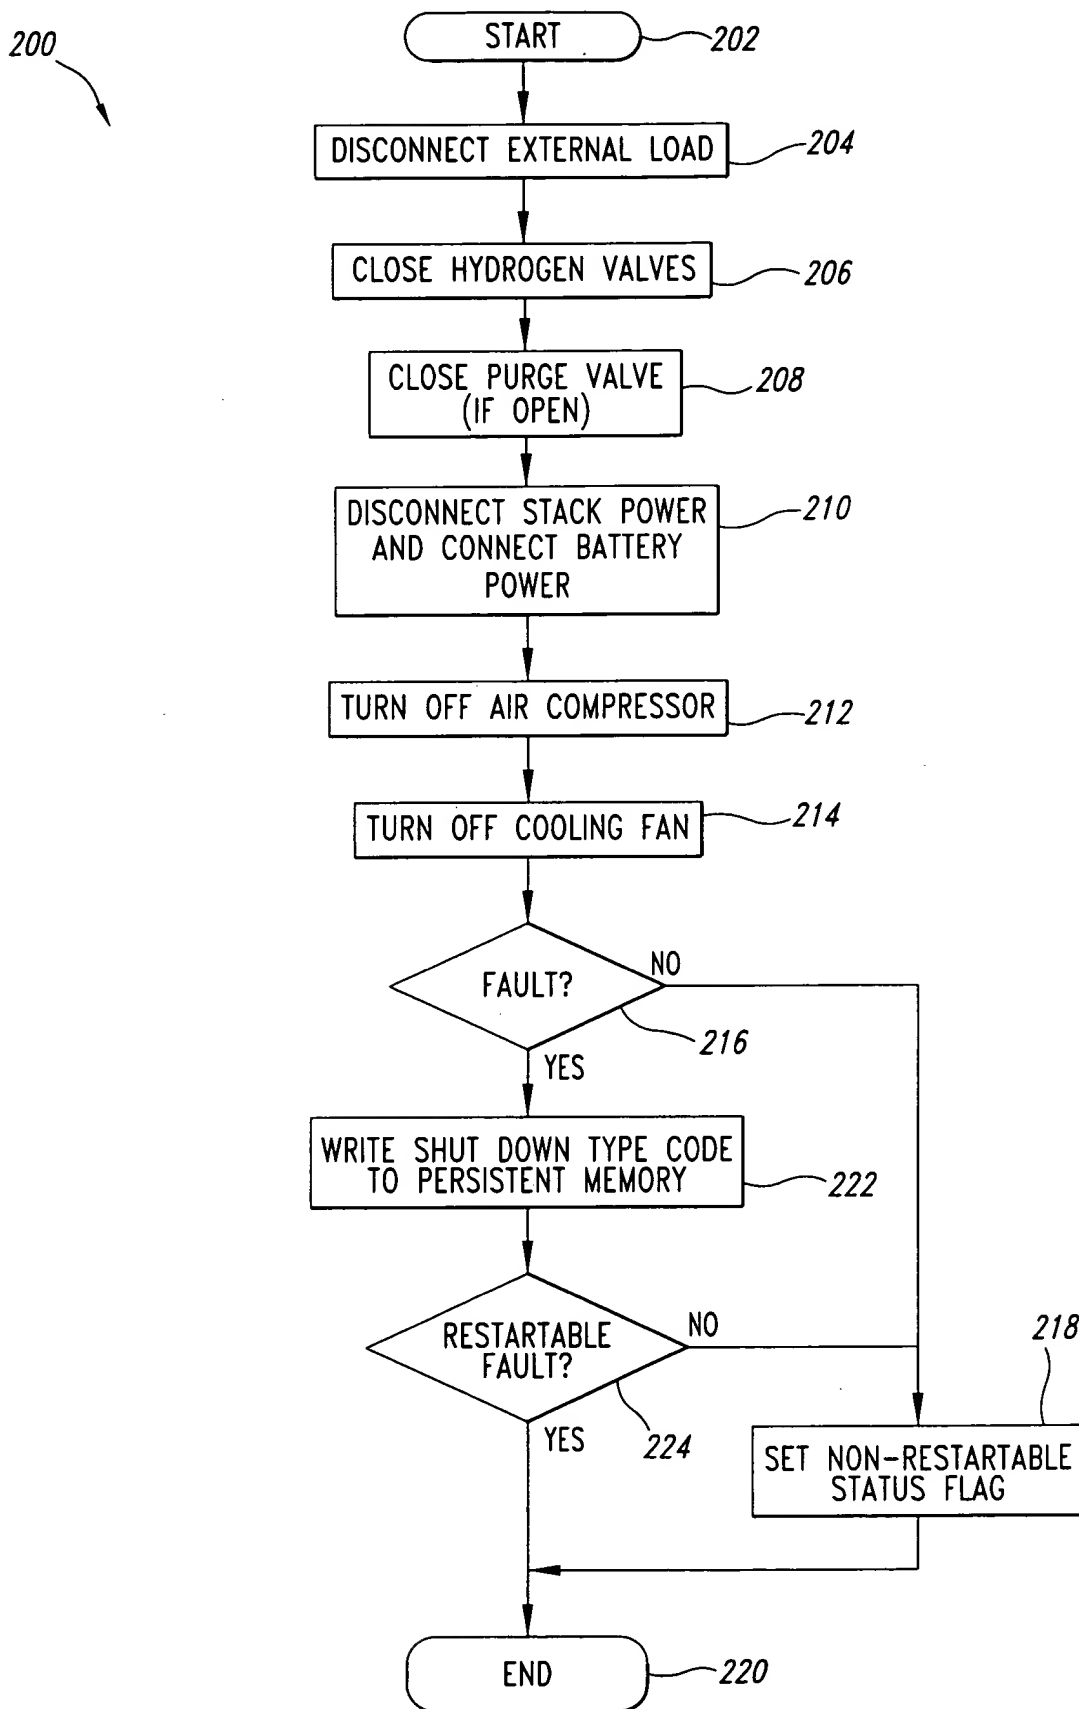 200
START
202
DISCONNECT EXTERNAL LOAD
204
CLOSE HYDROGEN VALVES
206
CLOSE PURGE VALVE
(IF OPEN)
208
DISCONNECT STACK POWER
AND CONNECT BATTERY
POWER
210
TURN OFF AIR COMPRESSOR
212
TURN OFF COOLING FAN
214
FAULT?
NO
216
YES
WRITE SHUT DOWN TYPE CODE
TO PERSISTENT MEMORY
222
RESTARTABLE
FAULT?
NO
224
YES
218
SET NON-RESTARTABLE
STATUS FLAG
END
220